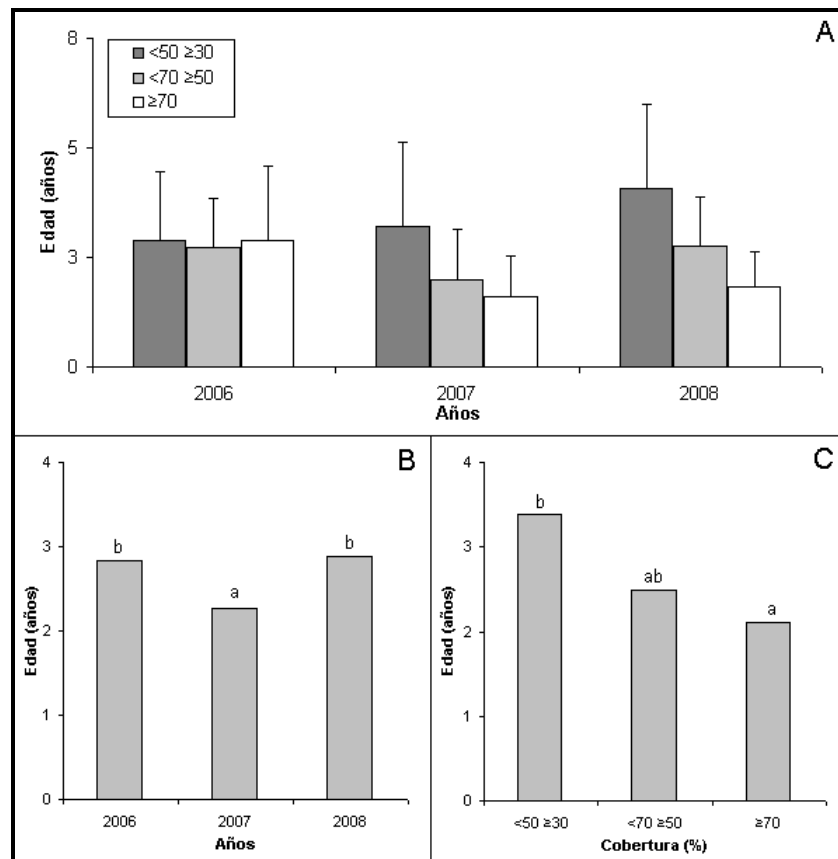 A
8
5
3
0
Edad (años)
<50 ≥30
<70 ≥50
≥70
2006 2007 2008
Años
B
4
3
2
1
0
Edad (años)
b a b
2006 2007 2008
Años
C
4
3
2
1
0
Edad (años)
b ab a
<50 ≥30 <70 ≥50 ≥70
Cobertura (%)